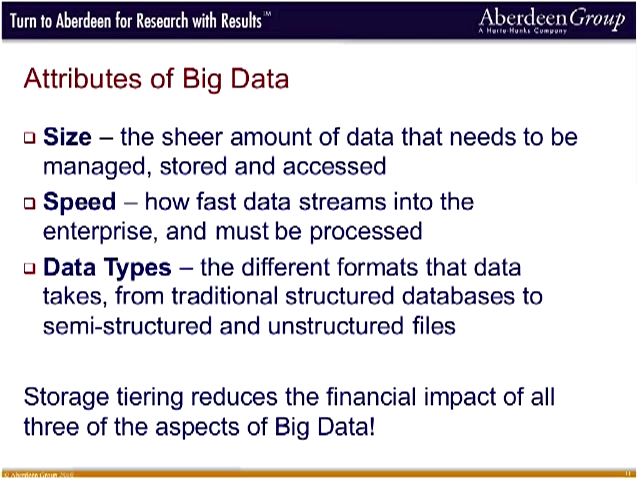 Turn to Aberdeen for Research with Results™
AberdeenGroup
A Harte-Hanks Company
Attributes of Big Data
Size – the sheer amount of data that needs to be
managed, stored and accessed
Speed – how fast data streams into the
enterprise, and must be processed
Data Types – the different formats that data
takes, from traditional structured databases to
semi-structured and unstructured files
Storage tiering reduces the financial impact of all
three of the aspects of Big Data!
© Aberdeen Group